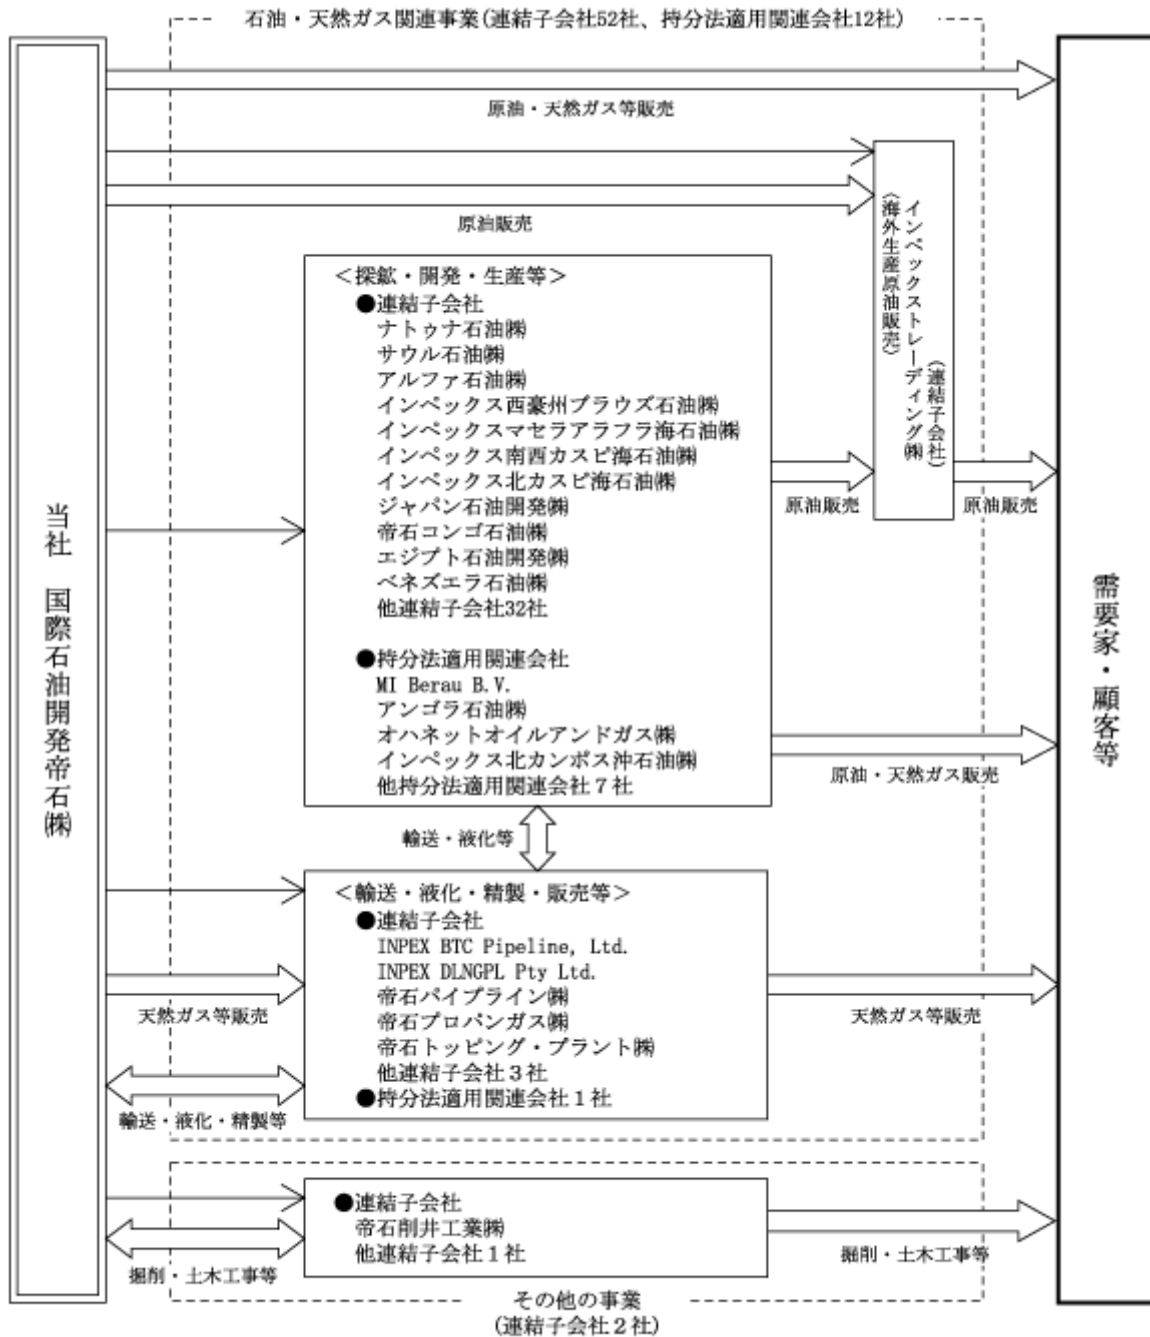 石油・天然ガス関連事業(連結子会社52社、持分法適用関連会社12社)
当社 国際石油開発帝石㈱
原油・天然ガス等販売
原油販売
インペックストレーディング㈱
(海外生産原油販売)
(連結子会社)
<探鉱・開発・生産等>
●連結子会社
ナトゥナ石油㈱
サウル石油㈱
アルファ石油㈱
インペックス西豪州ブラウズ石油㈱
インペックスマセラアラフラ海石油㈱
インペックス南西カスピ海石油㈱
インペックス北カスピ海石油㈱
ジャパン石油開発㈱
帝石コンゴ石油㈱
エジプト石油開発㈱
ベネズエラ石油㈱
他連結子会社32社
●持分法適用関連会社
MI Berau B.V.
アンゴラ石油㈱
オハネットオイルアンドガス㈱
インペックス北カンポス沖石油㈱
他持分法適用関連会社7社
原油販売
原油販売
原油・天然ガス販売
需要家・顧客等
輸送・液化等
<輸送・液化・精製・販売等>
●連結子会社
INPEX BTC Pipeline, Ltd.
INPEX DLNGPL Pty Ltd.
帝石パイプライン㈱
帝石プロパンガス㈱
帝石トッピング・プラント㈱
他連結子会社3社
●持分法適用関連会社1社
天然ガス等販売
天然ガス等販売
輸送・液化・精製等
●連結子会社
帝石削井工業㈱
他連結子会社1社
掘削・土木工事等
掘削・土木工事等
その他の事業
(連結子会社2社)